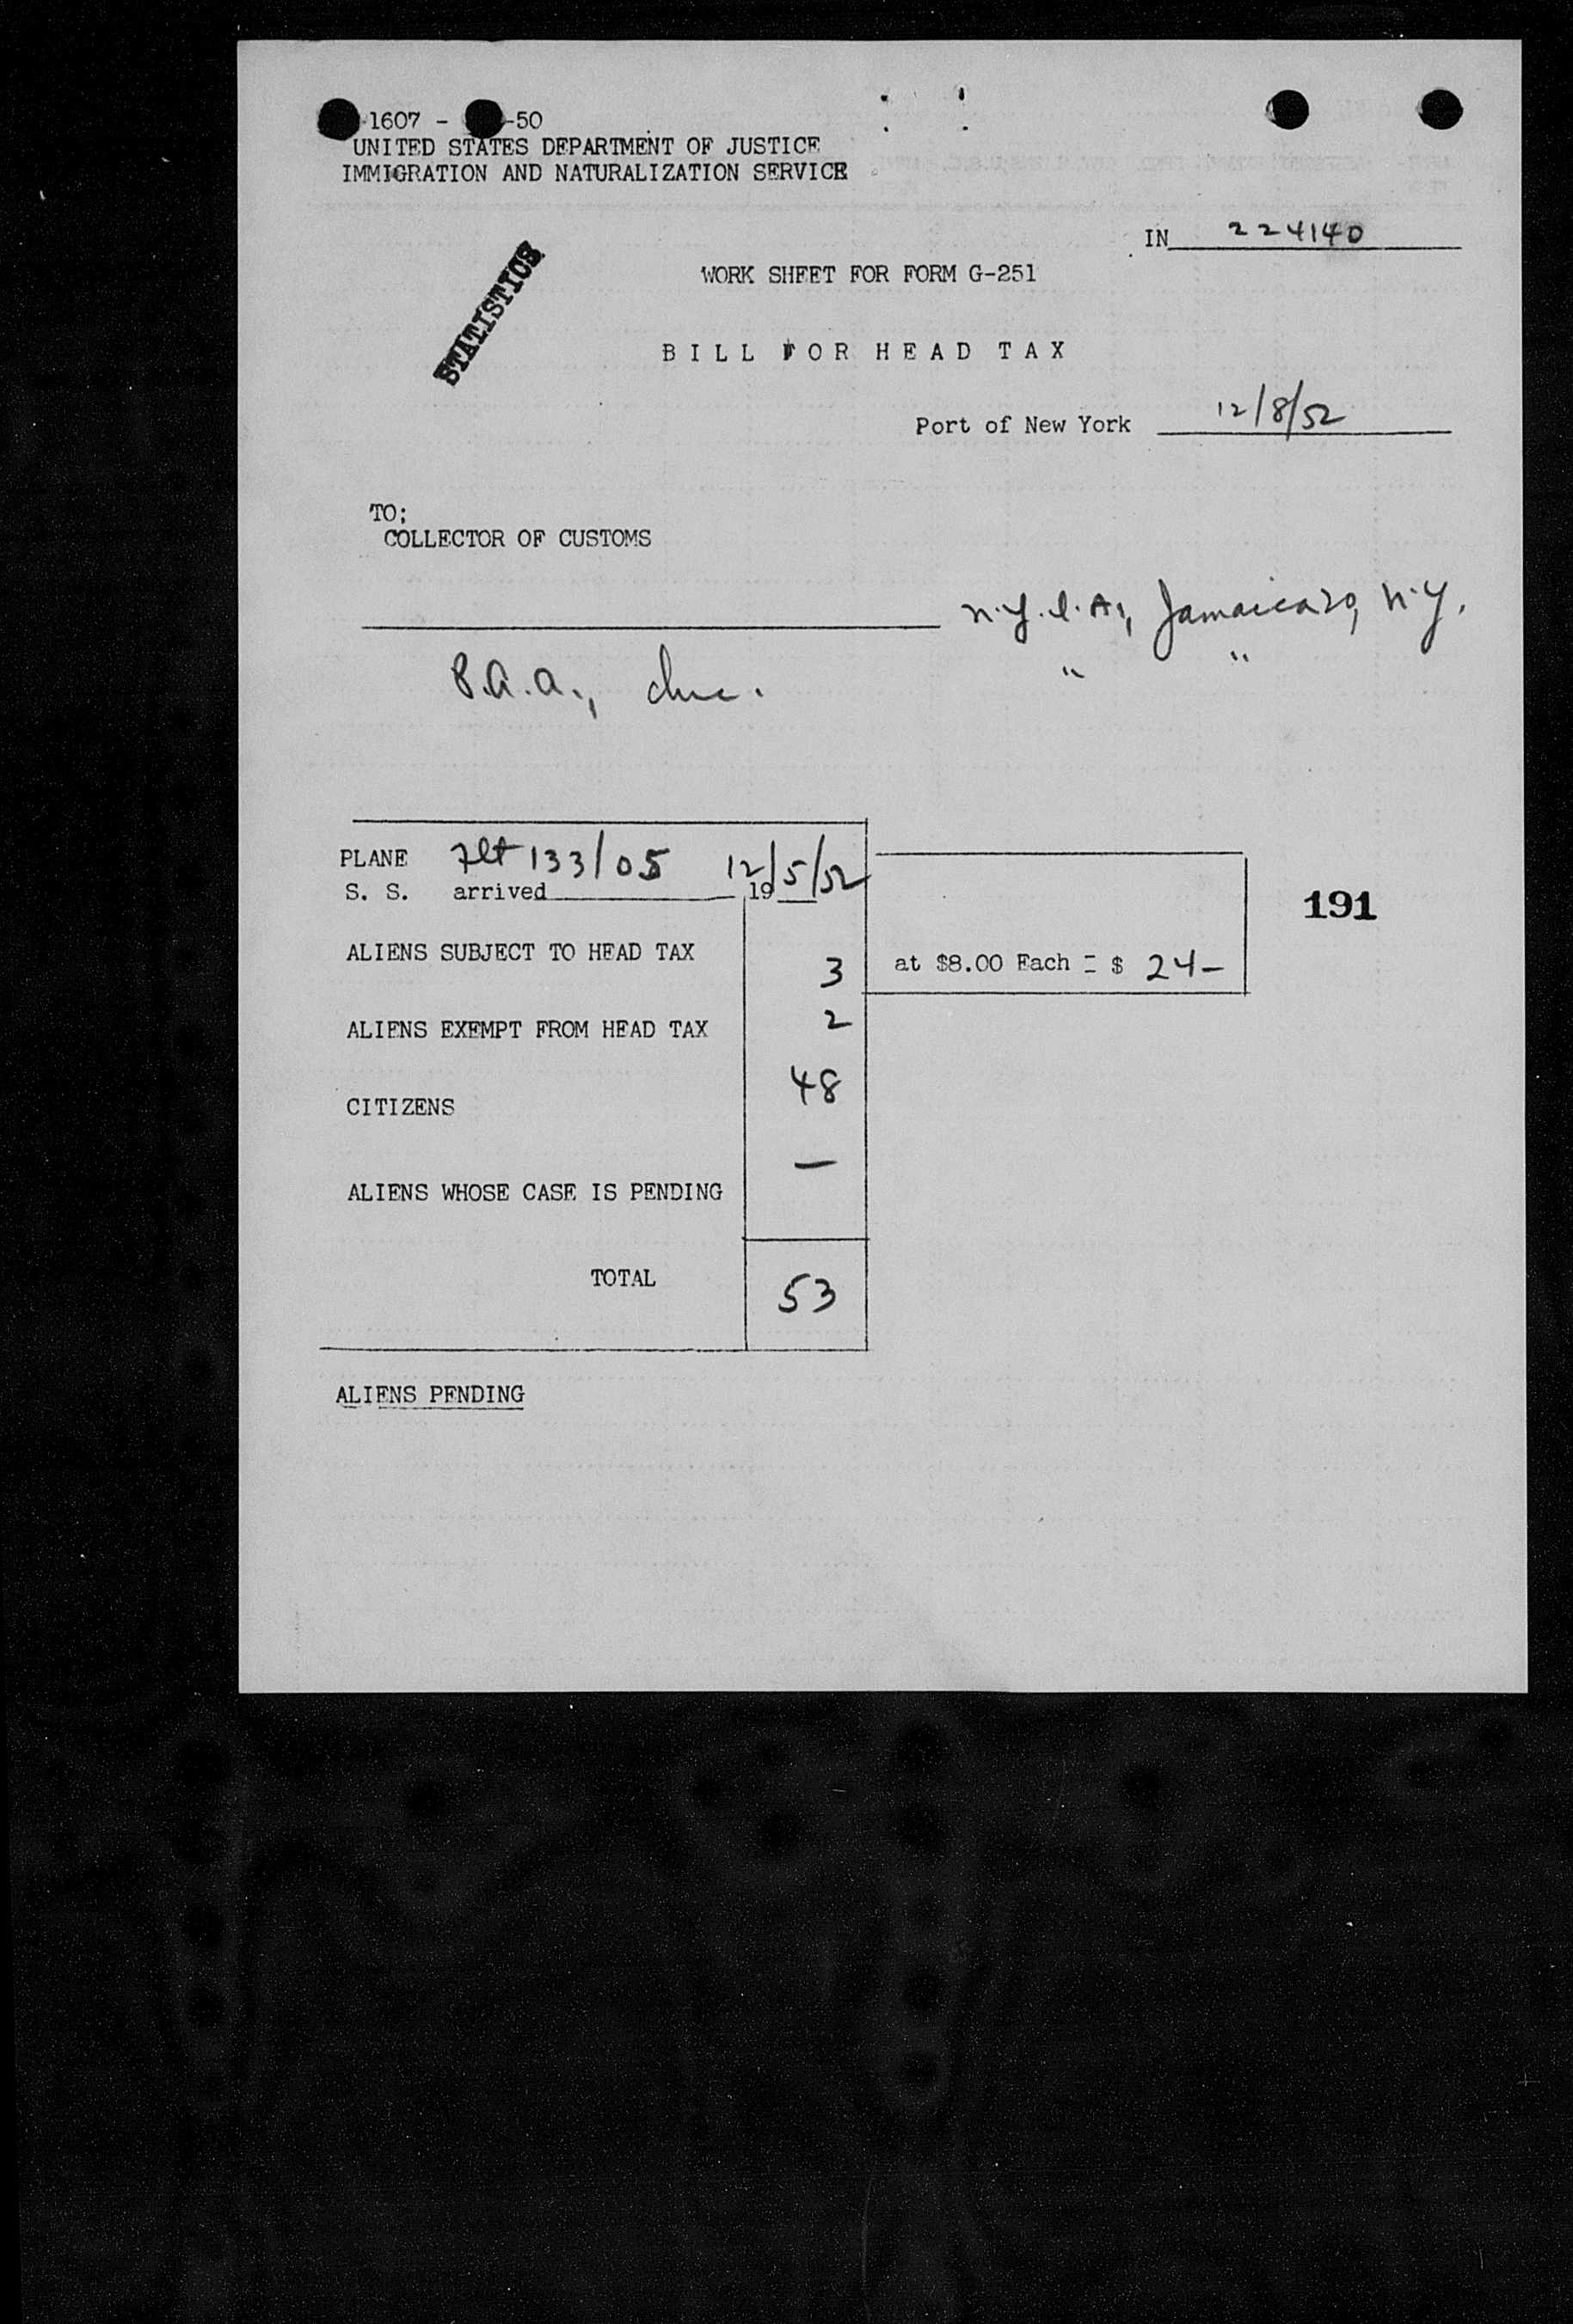 1607 - -50
UNITED STATES DEPARTMENT OF JUSTICE
IMMIGRATION AND NATURALIZATION SERVICE
IN 224140
STATISTICS
WORK SHEET FOR FORM G-251
BILL FOR HEAD TAX
Port of New York 12/8/52
TO;
COLLECTOR OF CUSTOMS
N.Y.I.A., Jamaica 20, N.Y.
" "
P.A.A., Inc.
PLANE Flt 133/05 12/5/52
S. S. arrived 19
191
ALIENS SUBJECT TO HEAD TAX 3 at $8.00 Each = $ 24-
ALIENS EXEMPT FROM HEAD TAX 2
CITIZENS 48
ALIENS WHOSE CASE IS PENDING —
TOTAL 53
ALIENS PENDING